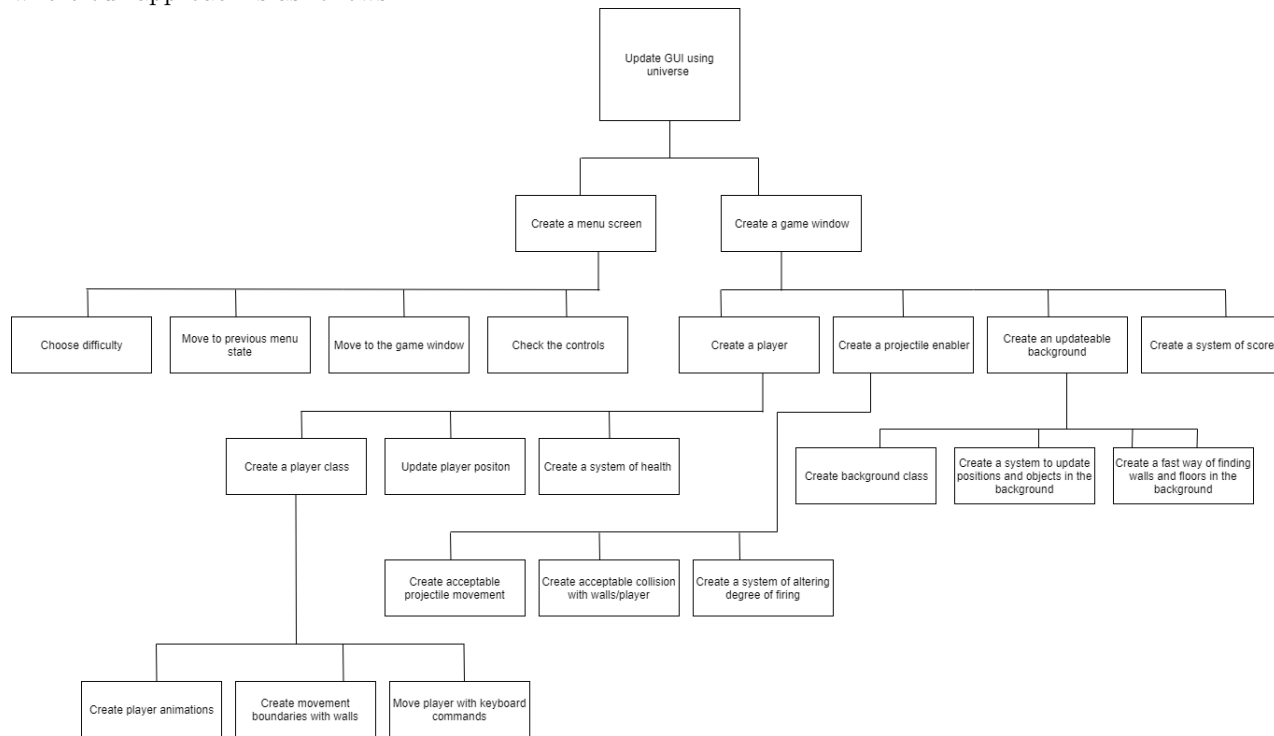 Update GUI using
universe
Create a menu screen
Create a game window
Choose difficulty
Move to previous menu
state
Move to the game window
Check the controls
Create a player
Create a projectile enabler
Create an updateable
background
Create a system of score
Create a player class
Update player positon
Create a system of health
Create background class
Create a system to update
positions and objects in the
background
Create a fast way of finding
walls and floors in the
background
Create acceptable
projectile movement
Create acceptable collision
with walls/player
Create a system of altering
degree of firing
Create player animations
Create movement
boundaries with walls
Move player with keyboard
commands